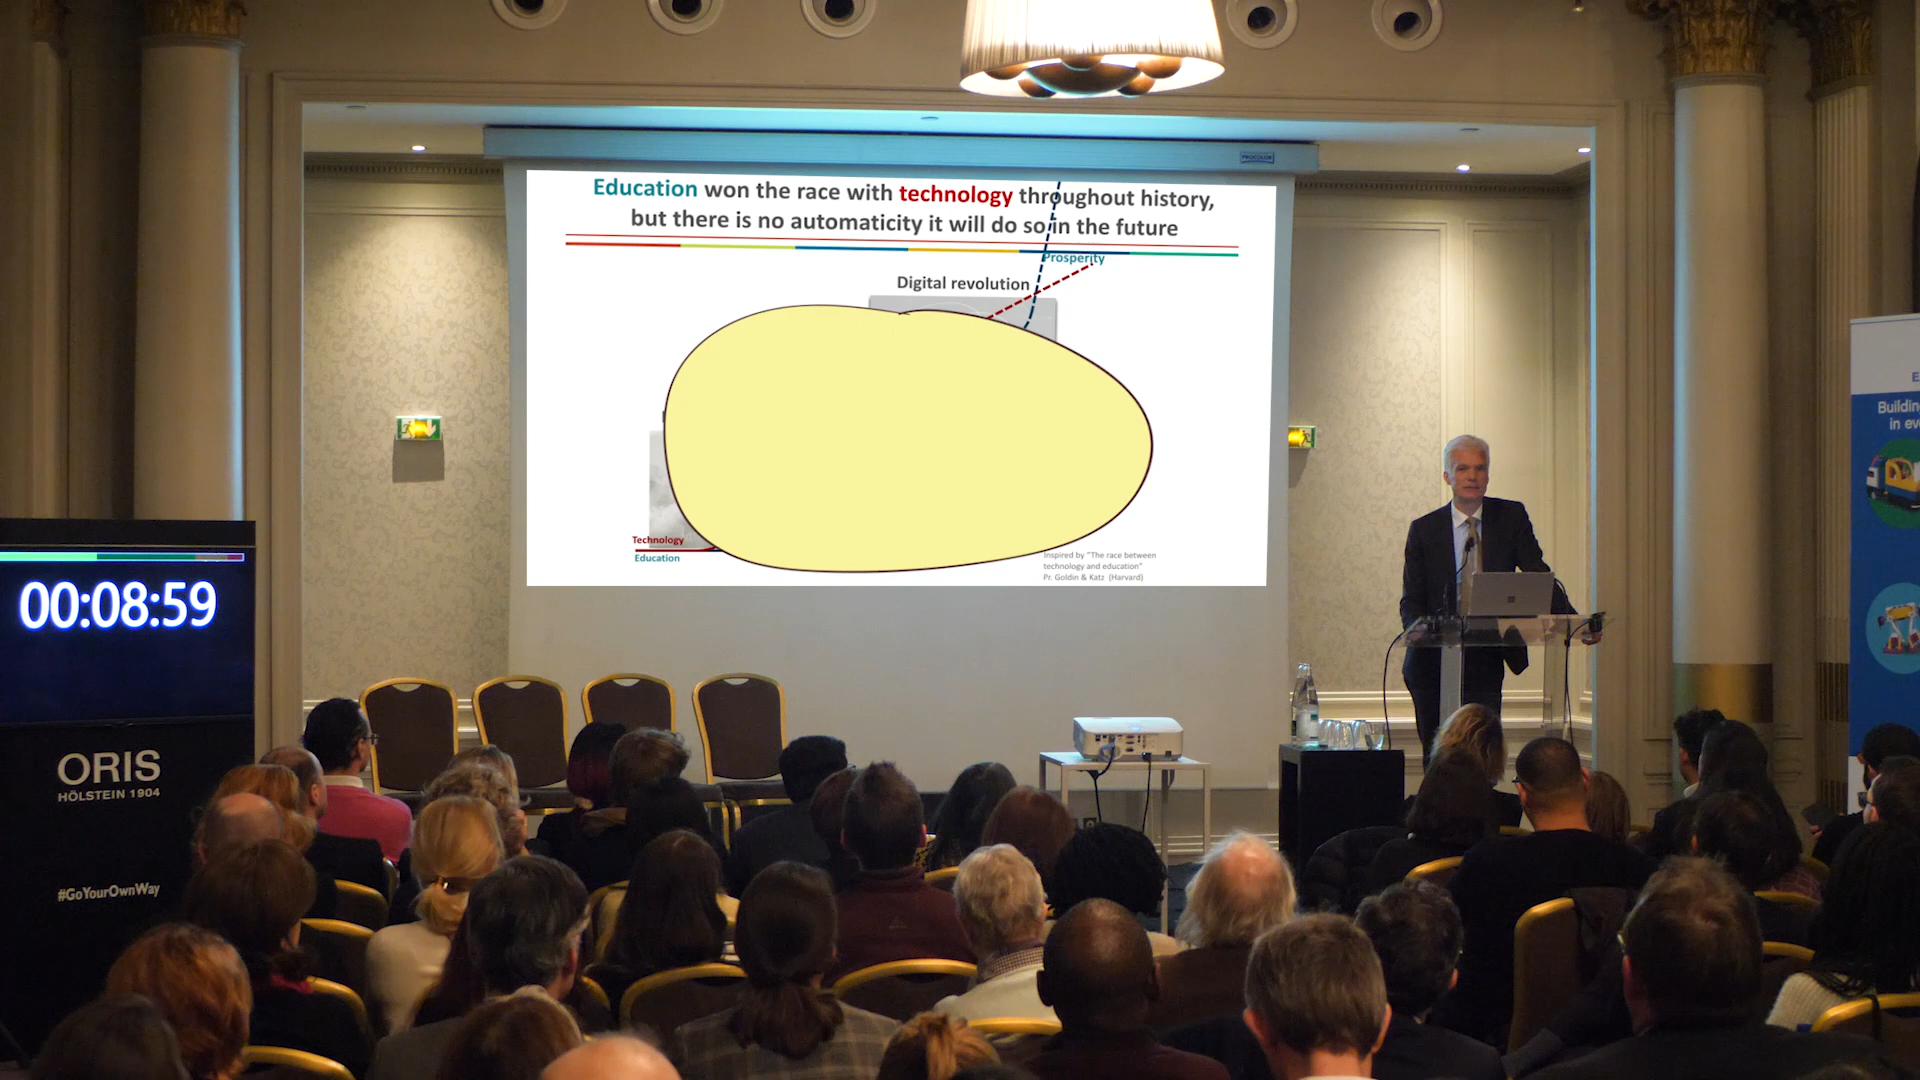 PROCOLOR
Education won the race with technology throughout history,
but there is no automaticity it will do so in the future
Prosperity
Digital revolution
Technology
Education
Inspired by "The race between
technology and education"
Pr. Goldin & Katz (Harvard)
00:08:59
ORIS
HÖLSTEIN 1904
#GoYourOwnWay
E
Buildin
in ev